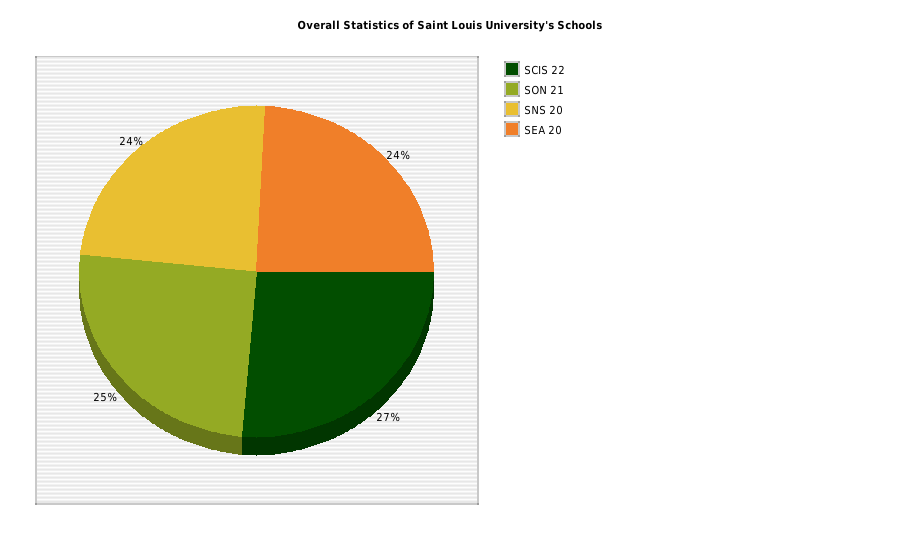 Overall Statistics of Saint Louis University's Schools
SCIS 22
SON 21
SNS 20
SEA 20
24%
24%
25%
27%